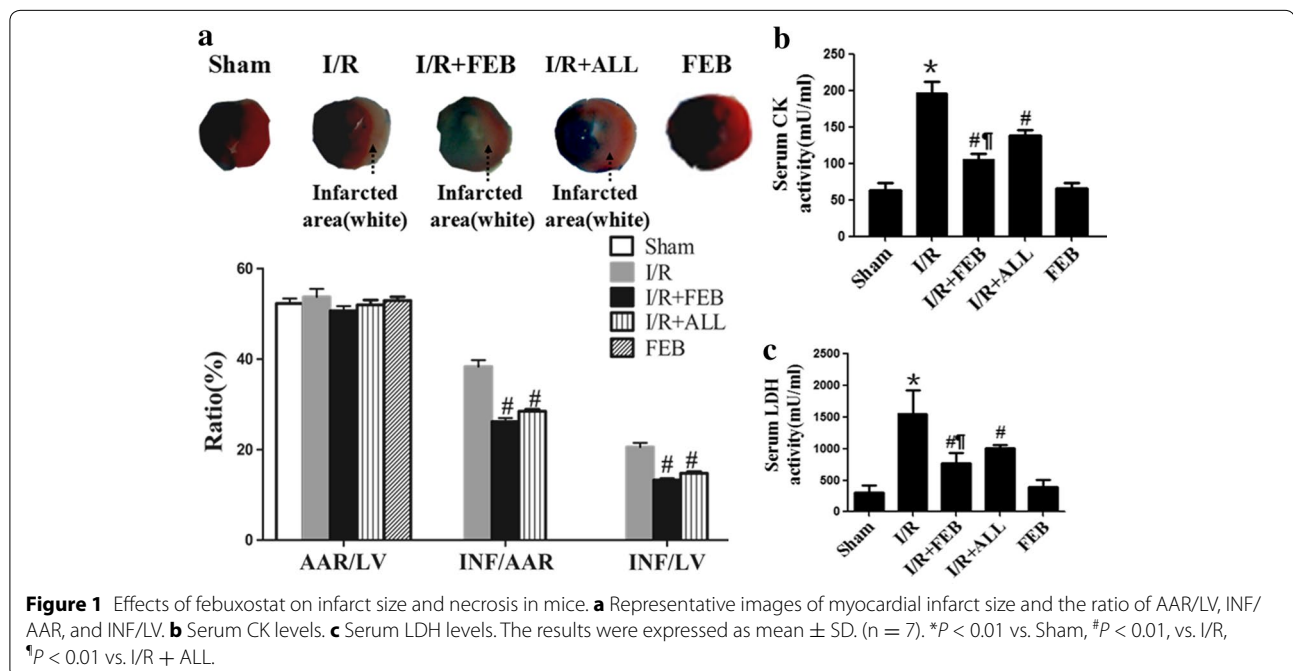 a
Sham I/R I/R+FEB I/R+ALL FEB
Infarcted area(white)
Infarcted area(white)
Infarcted area(white)
Sham
I/R
I/R+FEB
I/R+ALL
FEB
Ratio(%)
60
40
20
0
# #
# #
AAR/LV INF/AAR INF/LV
b
Serum CK
activity(mU/ml)
250
200
150
100
50
0
*
#¶
#
Sham I/R I/R+FEB I/R+ALL FEB
c
Serum LDH
activity(mU/ml)
2500
2000
1500
1000
500
0
*
#¶
#
Sham I/R I/R+FEB I/R+ALL FEB
Figure 1 Effects of febuxostat on infarct size and necrosis in mice. a Representative images of myocardial infarct size and the ratio of AAR/LV, INF/
AAR, and INF/LV. b Serum CK levels. c Serum LDH levels. The results were expressed as mean ± SD. (n = 7). *P < 0.01 vs. Sham, #P < 0.01, vs. I/R,
¶P < 0.01 vs. I/R + ALL.